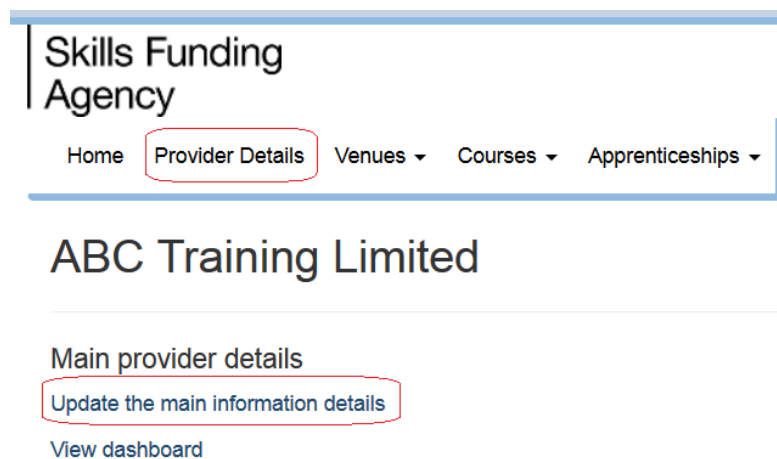 Skills Funding
Agency
Home Provider Details Venues Courses Apprenticeships
ABC Training Limited
Main provider details
Update the main information details
View dashboard